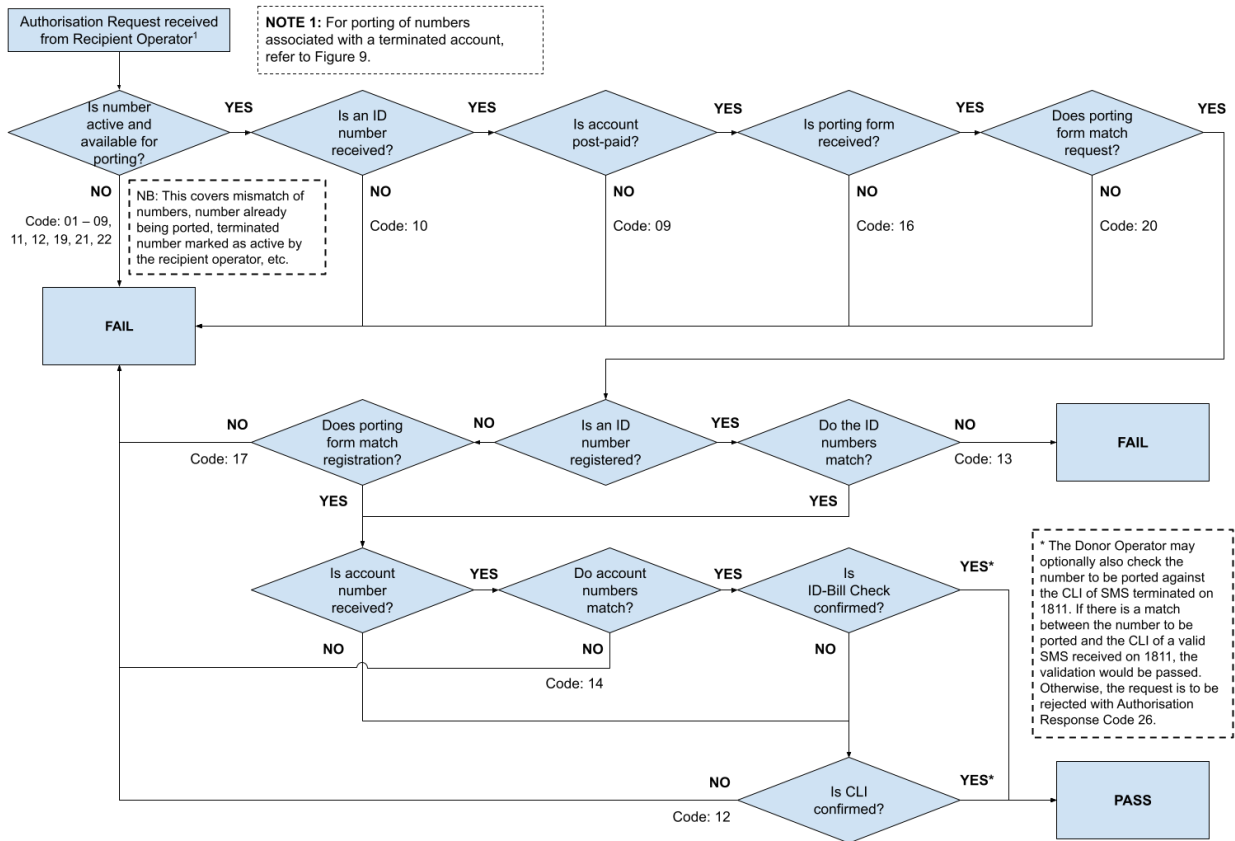 Authorisation Request received
from Recipient Operator¹
NOTE 1: For porting of numbers
associated with a terminated account,
refer to Figure 9.
Is number
active and
available for
porting?
YES
Is an ID
number
received?
YES
Is account
post-paid?
YES
Is porting form
received?
YES
Does porting
form match
request?
YES
NO
Code: 01 – 09,
11, 12, 19, 21, 22
NB: This covers mismatch of
numbers, number already
being ported, terminated
number marked as active by
the recipient operator, etc.
NO
Code: 10
NO
Code: 09
NO
Code: 16
NO
Code: 20
FAIL
NO
Code: 17
Does porting
form match
registration?
NO
Is an ID
number
registered?
YES
Do the ID
numbers
match?
NO
Code: 13
FAIL
YES
YES
Is account
number
received?
YES
Do account
numbers
match?
YES
Is
ID-Bill Check
confirmed?
YES*
NO
NO
Code: 14
NO
* The Donor Operator may
optionally also check the
number to be ported against
the CLI of SMS terminated on
1811. If there is a match
between the number to be
ported and the CLI of a valid
SMS received on 1811, the
validation would be passed.
Otherwise, the request is to be
rejected with Authorisation
Response Code 26.
NO
Code: 12
Is CLI
confirmed?
YES*
PASS